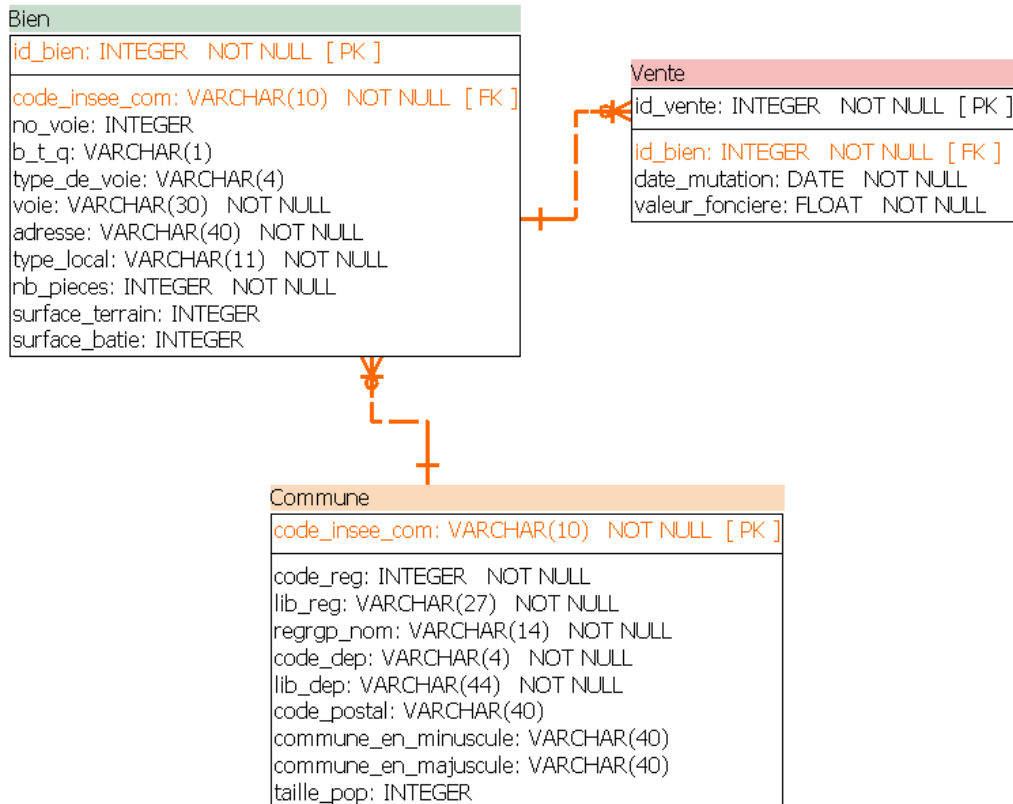 Bien
id_bien: INTEGER NOT NULL [ PK ]
code_insee_com: VARCHAR(10) NOT NULL [ FK ]
no_voie: INTEGER
b_t_q: VARCHAR(1)
type_de_voie: VARCHAR(4)
voie: VARCHAR(30) NOT NULL
adresse: VARCHAR(40) NOT NULL
type_local: VARCHAR(11) NOT NULL
nb_pieces: INTEGER NOT NULL
surface_terrain: INTEGER
surface_batie: INTEGER
Vente
id_vente: INTEGER NOT NULL [ PK ]
id_bien: INTEGER NOT NULL [ FK ]
date_mutation: DATE NOT NULL
valeur_fonciere: FLOAT NOT NULL
Commune
code_insee_com: VARCHAR(10) NOT NULL [ PK ]
code_reg: INTEGER NOT NULL
lib_reg: VARCHAR(27) NOT NULL
regrgp_nom: VARCHAR(14) NOT NULL
code_dep: VARCHAR(4) NOT NULL
lib_dep: VARCHAR(44) NOT NULL
code_postal: VARCHAR(40)
commune_en_minuscule: VARCHAR(40)
commune_en_majuscule: VARCHAR(40)
taille_pop: INTEGER